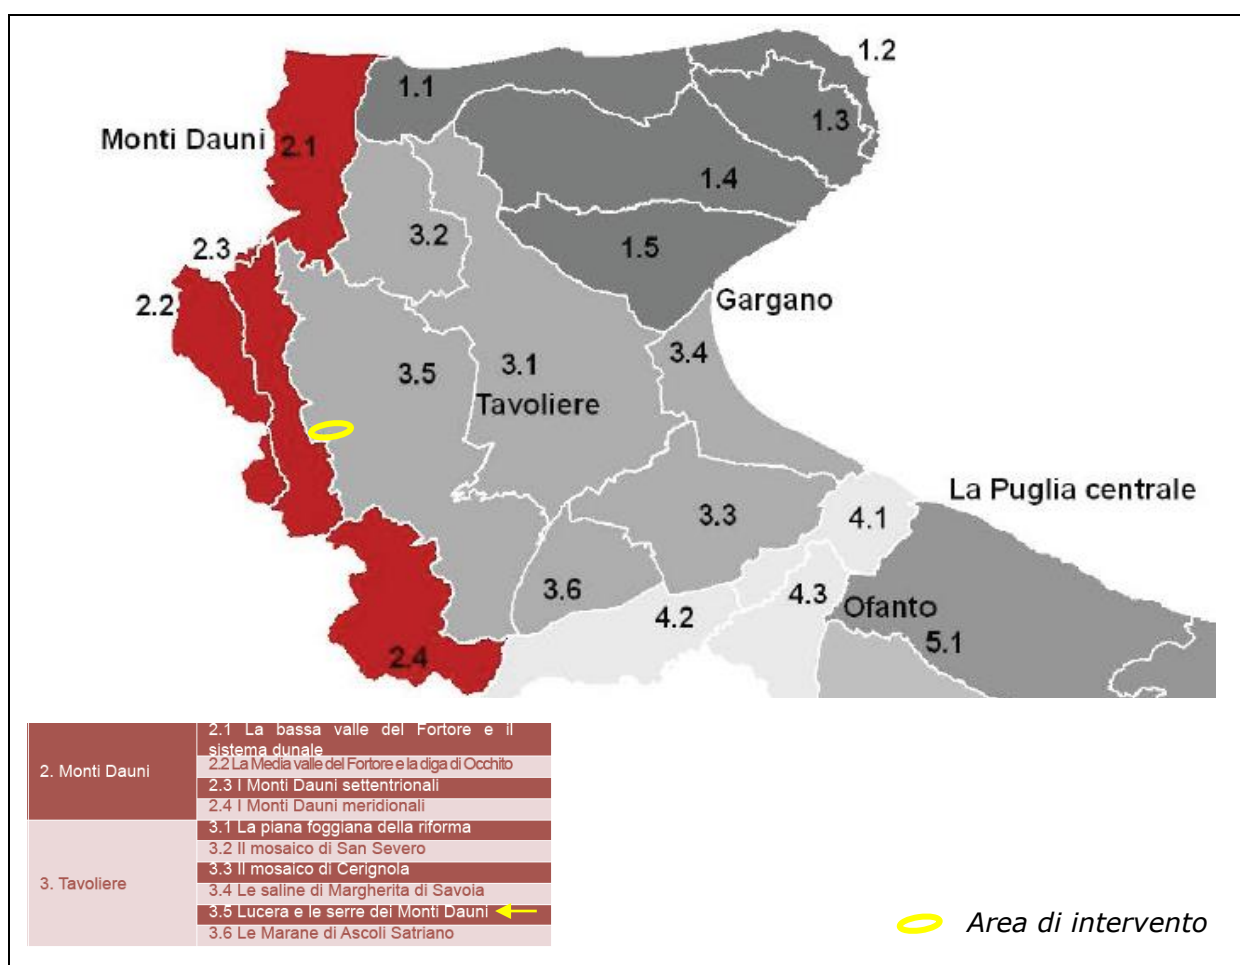 1.2
1.1
1.3
Monti Dauni
2.1
1.4
3.2
2.3
1.5
2.2
Gargano
3.4
3.1
3.5
Tavoliere
La Puglia centrale
3.3
4.1
3.6
4.3
Ofanto
4.2
5.1
2.4
2. Monti Dauni
2.1 La bassa valle del Fortore e il
sistema dunale
2.2 La Media valle del Fortore e la diga di Occhito
2.3 I Monti Dauni settentrionali
2.4 I Monti Dauni meridionali
3. Tavoliere
3.1 La piana foggiana della riforma
3.2 Il mosaico di San Severo
3.3 Il mosaico di Cerignola
3.4 Le saline di Margherita di Savoia
3.5 Lucera e le serre dei Monti Dauni
3.6 Le Marane di Ascoli Satriano
Area di intervento